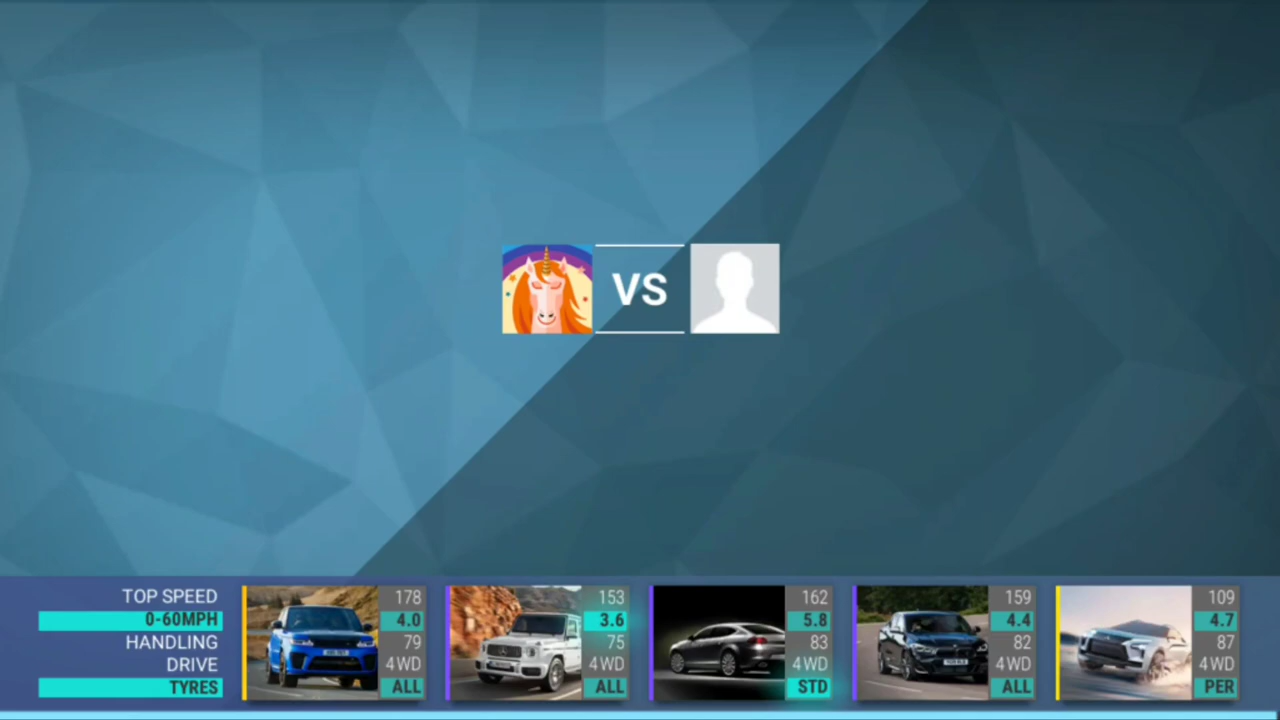 VS
TOP SPEED 178 153 162 159 109
0-60MPH 4.0 3.6 5.8 4.4 4.7
HANDLING 79 75 83 82 87
DRIVE 4WD 4WD 4WD 4WD 4WD
TYRES ALL ALL STD ALL PER